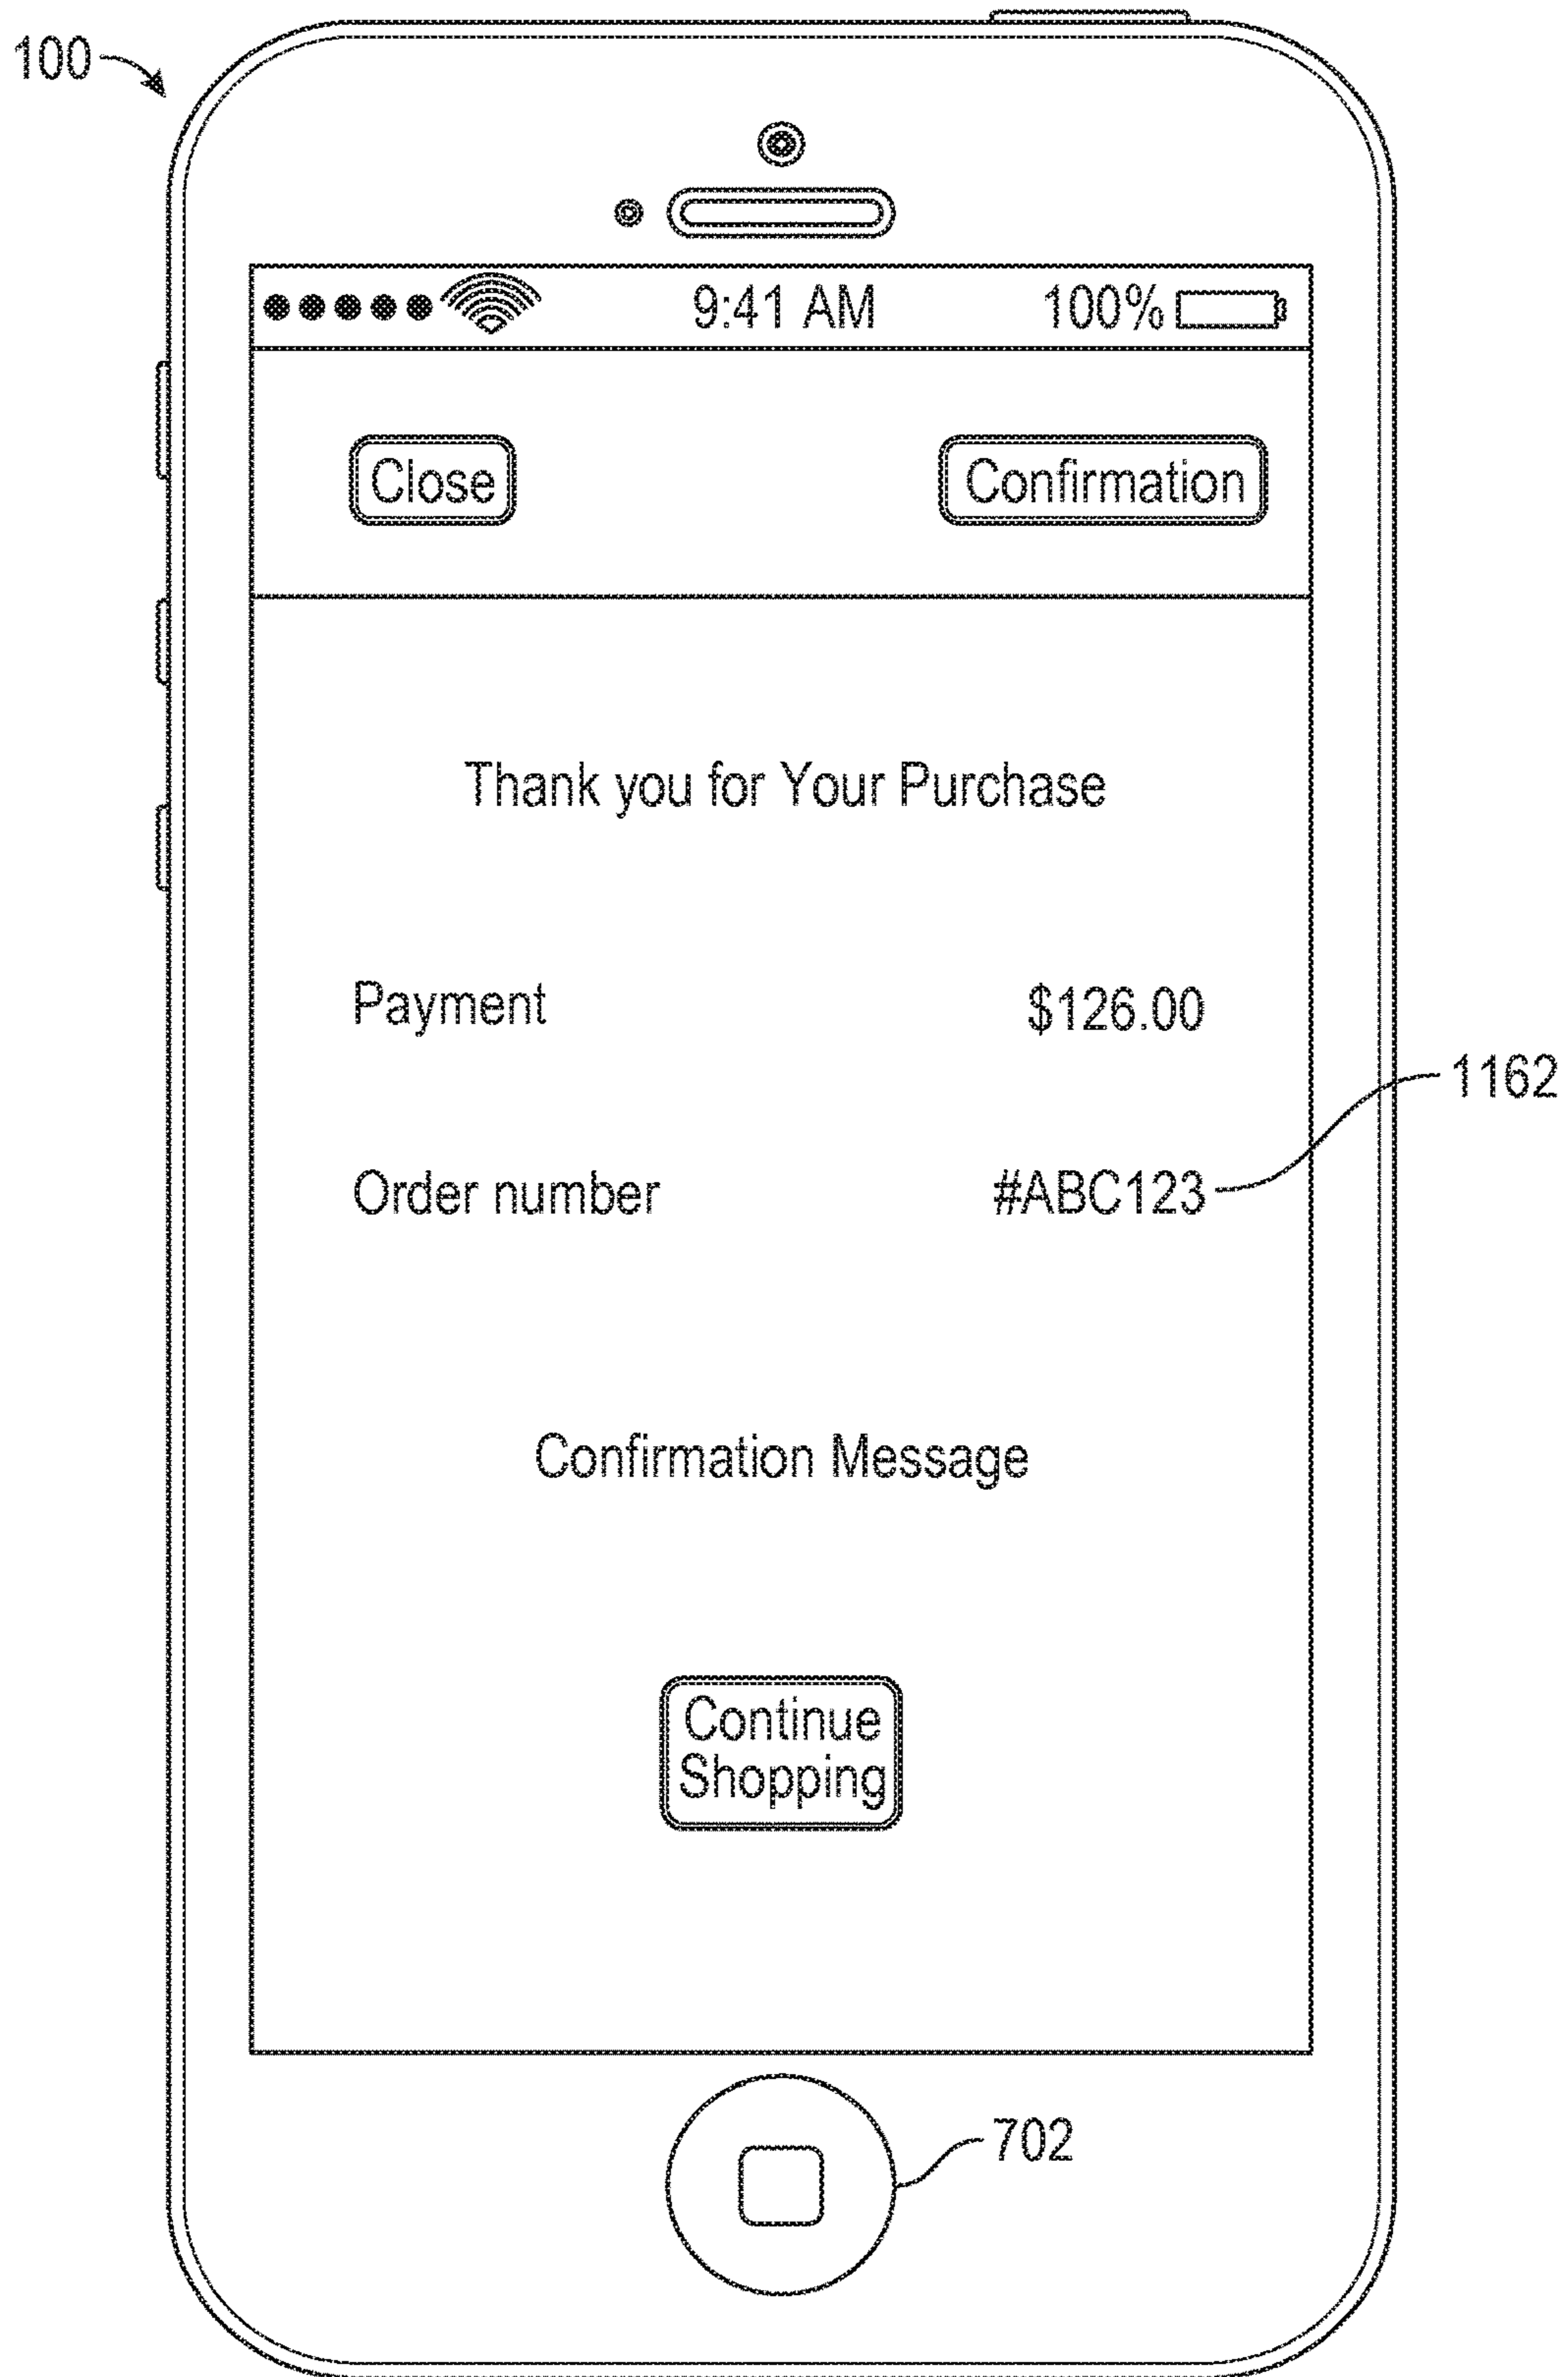 100
9:41 AM 100%
Close Confirmation
Thank you for Your Purchase
Payment $126.00
1162
Order number #ABC123
Confirmation Message
Continue
Shopping
702